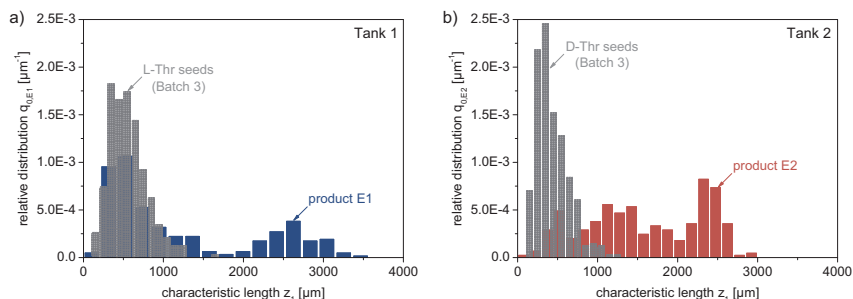 a)
Tank 1
2.5E-3
2.0E-3
1.5E-3
1.0E-3
5.0E-4
0.0
relative distribution q0,E1 [µm-1]
L-Thr seeds
(Batch 3)
product E1
0
1000
2000
3000
4000
characteristic length zx [µm]
b)
Tank 2
2.5E-3
2.0E-3
1.5E-3
1.0E-3
5.0E-4
0.0
relative distribution q0,E2 [µm-1]
D-Thr seeds
(Batch 3)
product E2
0
1000
2000
3000
4000
characteristic length zx [µm]